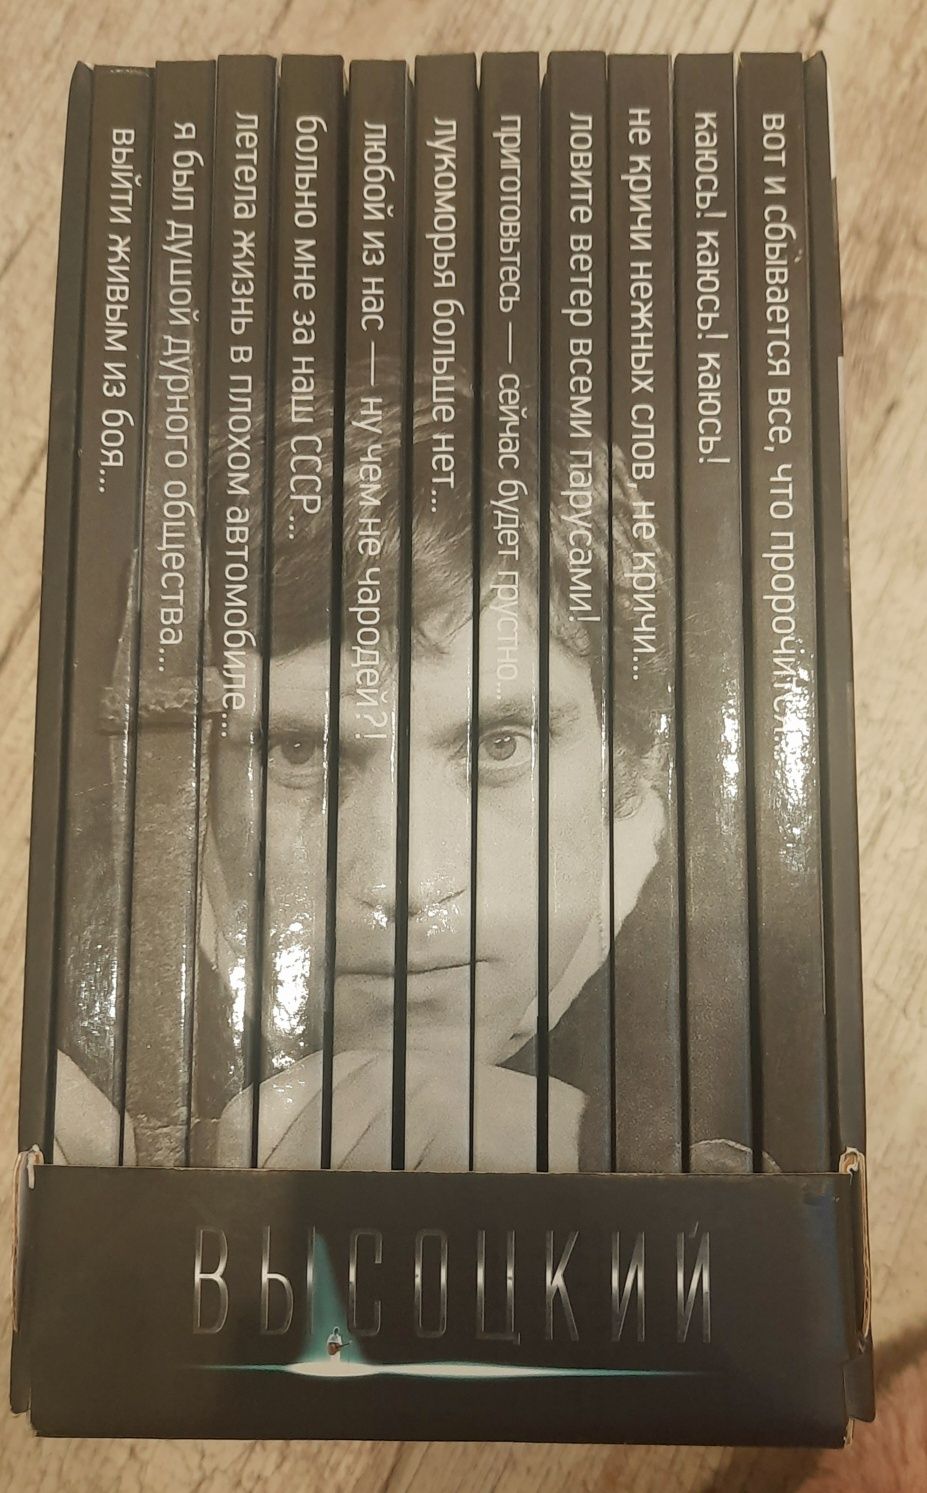 выйти живым из боя...
я был душой дурного общества...
летела жизнь в плохом автомобиле...
больно мне за наш СССР...
любой из нас — ну чем не чародей?!
лукоморья больше нет...
приготовьтесь — сейчас будет грустно...
ловите ветер всеми парусами!
не кричи нежных слов, не кричи...
каюсь! каюсь! каюсь!
вот и сбывается все, что пророчится...
ВЫСОЦКИЙ